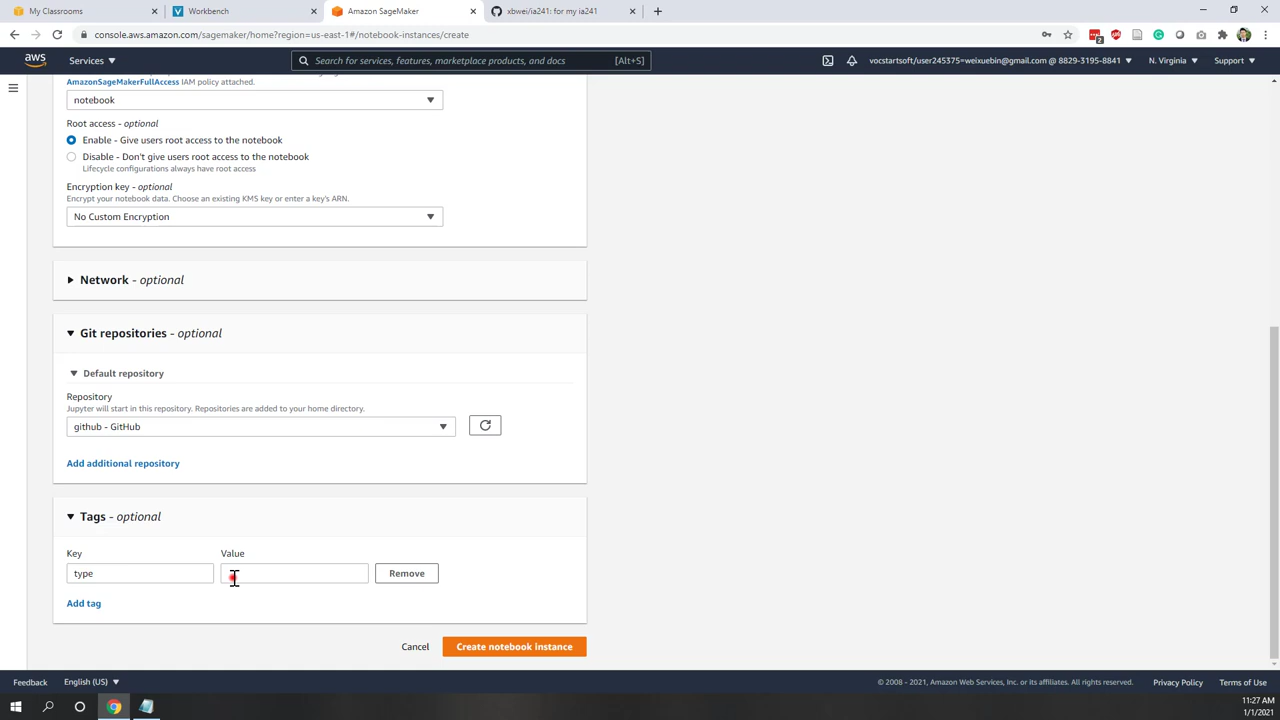 My Classrooms
Workbench
Amazon SageMaker
xbwei/ia241: for my ia241
console.aws.amazon.com/sagemaker/home?region=us-east-1#/notebook-instances/create
2
aws
Services
Search for services, features, marketplace products, and docs
[Alt+S]
vocstartsoft/user245375=weixuebin@gmail.com @ 8829-3195-8841
N. Virginia
Support
AmazonSageMakerFullAccess IAM policy attached.
notebook
Root access - optional
Enable - Give users root access to the notebook
Disable - Don't give users root access to the notebook
Lifecycle configurations always have root access
Encryption key - optional
Encrypt your notebook data. Choose an existing KMS key or enter a key's ARN.
No Custom Encryption
Network - optional
Git repositories - optional
Default repository
Repository
Jupyter will start in this repository. Repositories are added to your home directory.
github - GitHub
Add additional repository
Tags - optional
Key
Value
type
Remove
Add tag
Cancel
Create notebook instance
Feedback
English (US)
© 2008 - 2021, Amazon Web Services, Inc. or its affiliates. All rights reserved.
Privacy Policy
Terms of Use
11:27 AM
1/1/2021